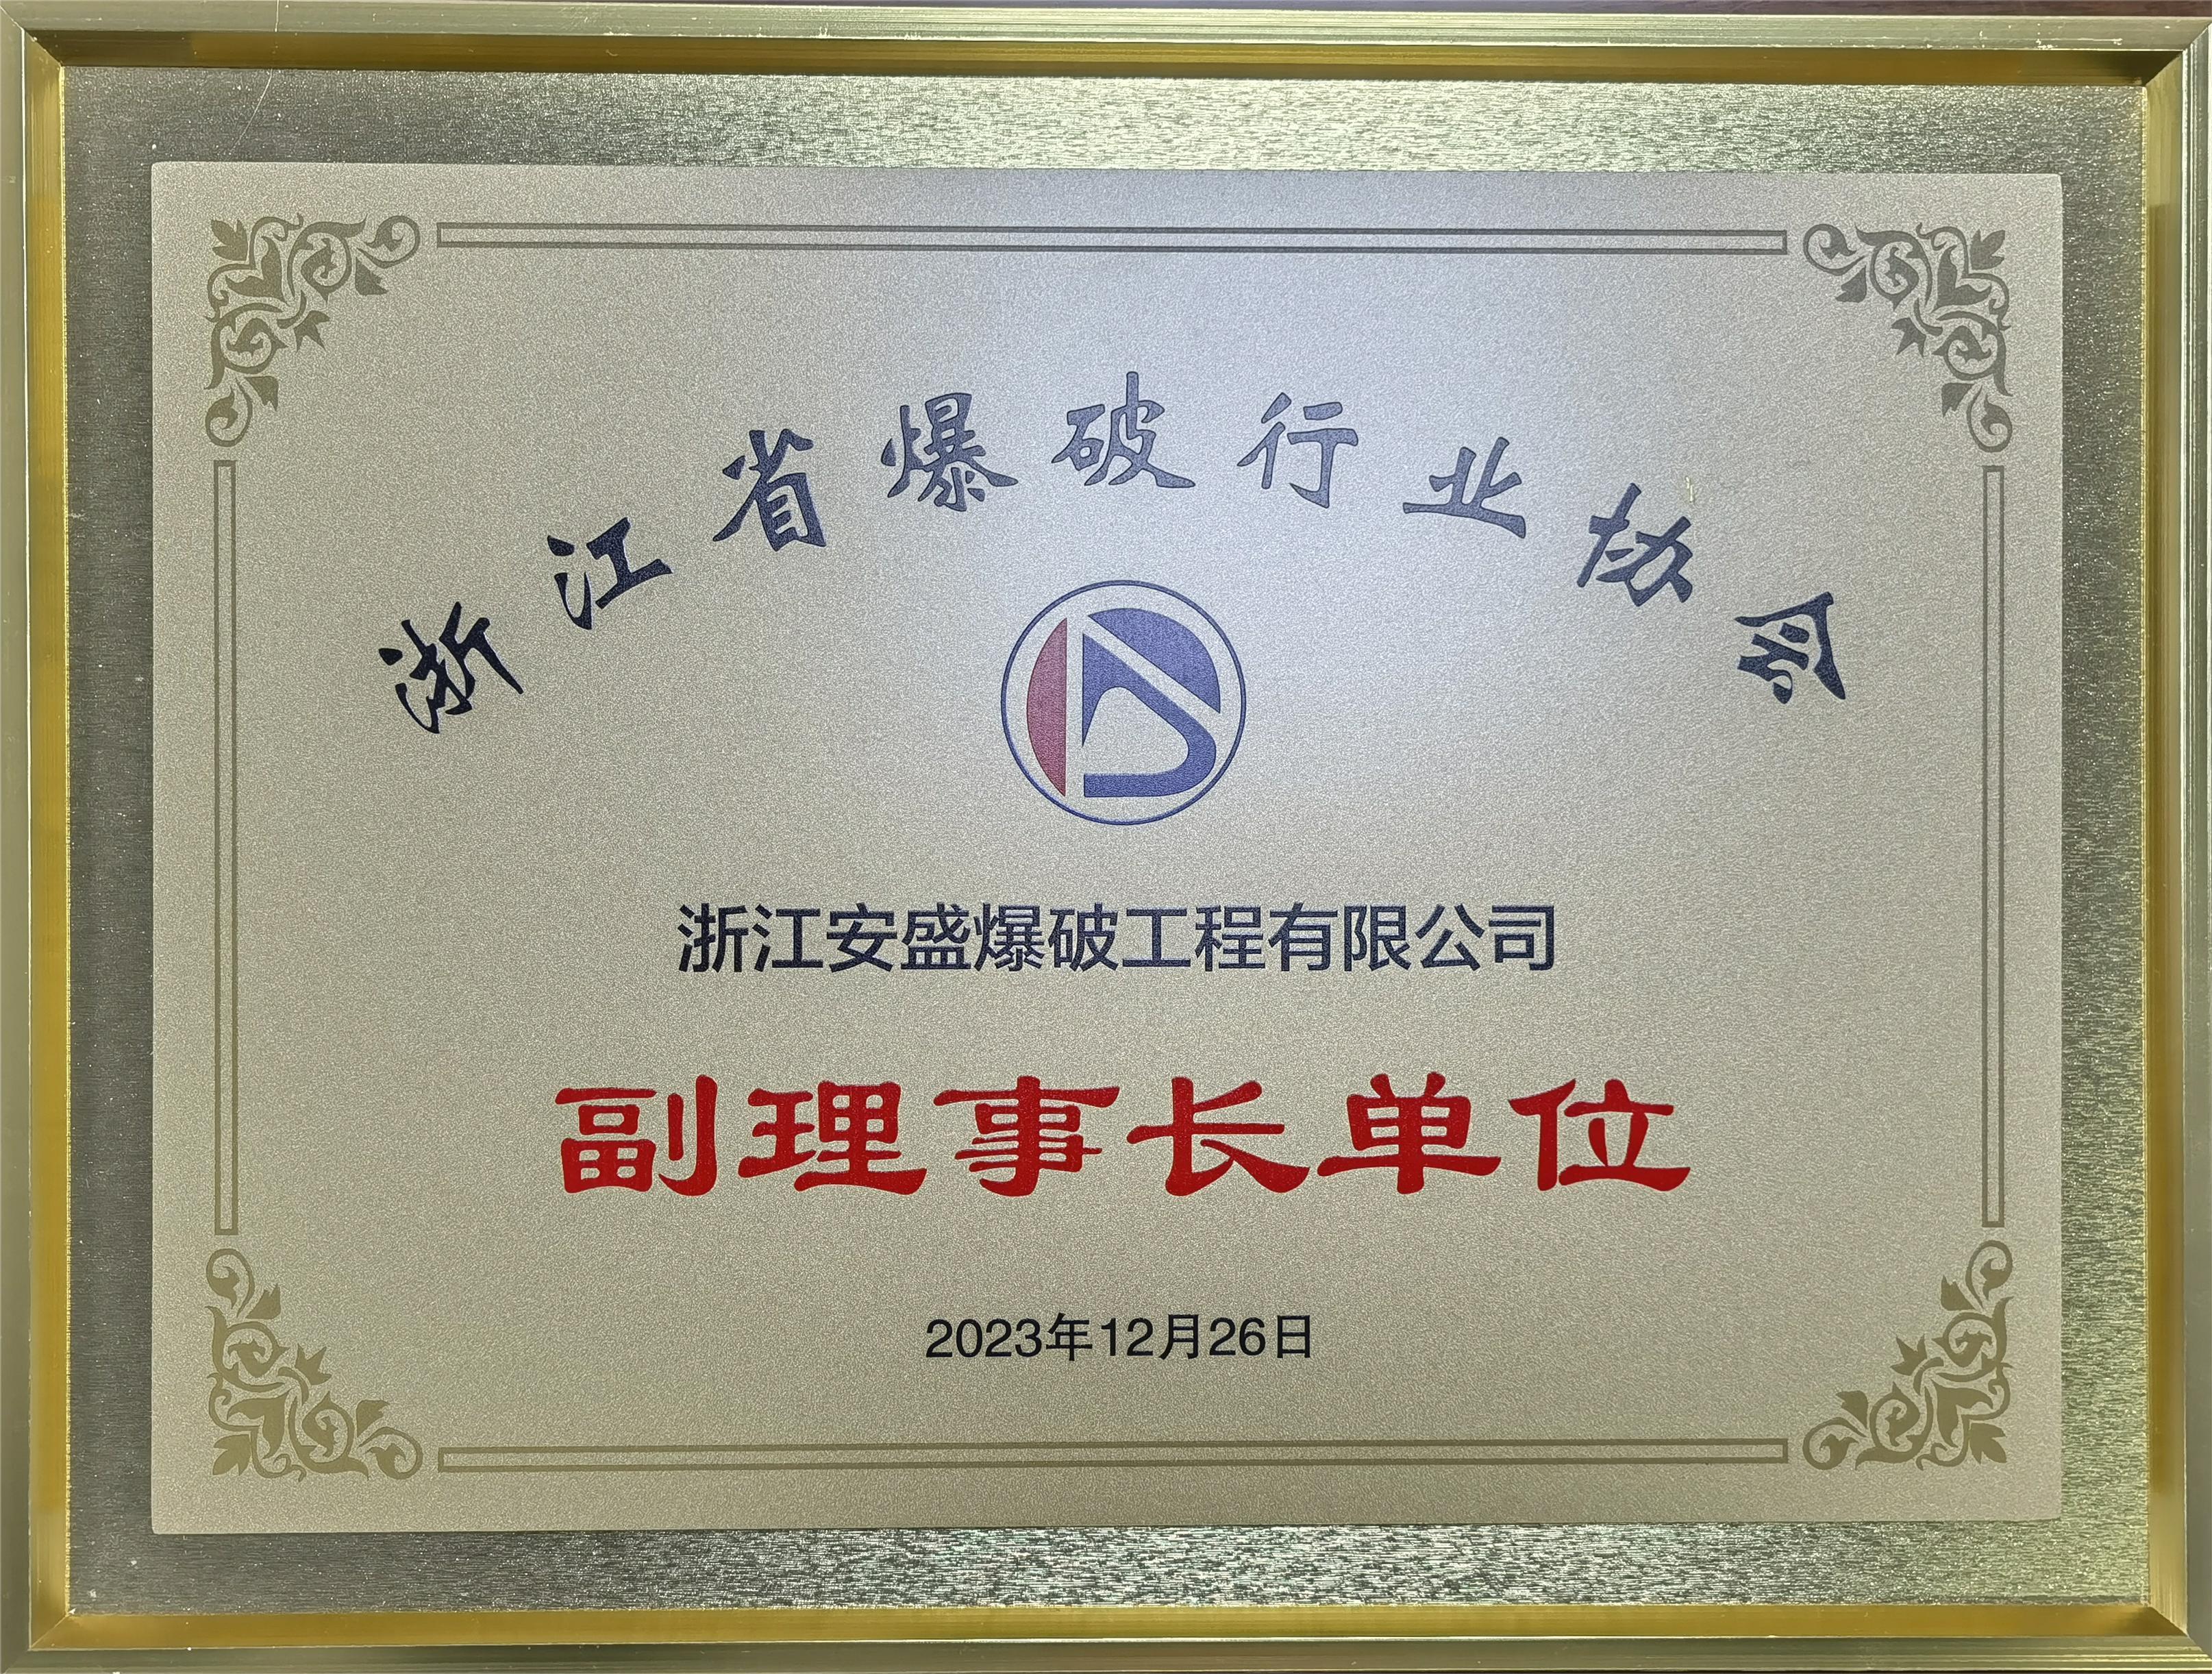 浙江省爆破行业协会
浙江安盛爆破工程有限公司
副理事长单位
2023年12月26日